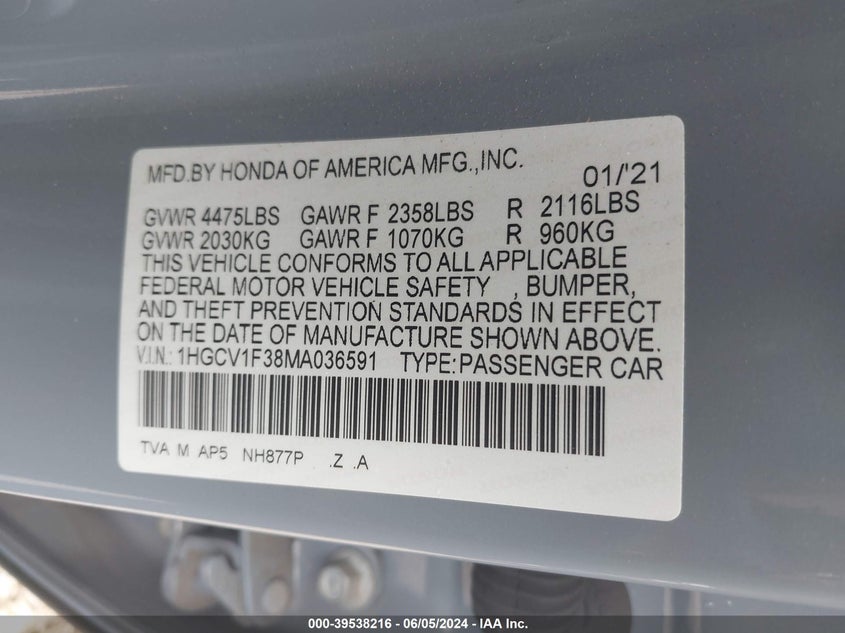 MFD.BY HONDA OF AMERICA MFG.,INC. 01/'21
GVWR 4475LBS GAWR F 2358LBS R 2116LBS
GVWR 2030KG GAWR F 1070KG R 960KG
THIS VEHICLE CONFORMS TO ALL APPLICABLE
FEDERAL MOTOR VEHICLE SAFETY , BUMPER,
AND THEFT PREVENTION STANDARDS IN EFFECT
ON THE DATE OF MANUFACTURE SHOWN ABOVE.
V.I.N.: 1HGCV1F38MA036591 TYPE:PASSENGER CAR
TVA M AP5 NH877P .Z .A
000-39538216 - 06/05/2024 - IAA Inc.